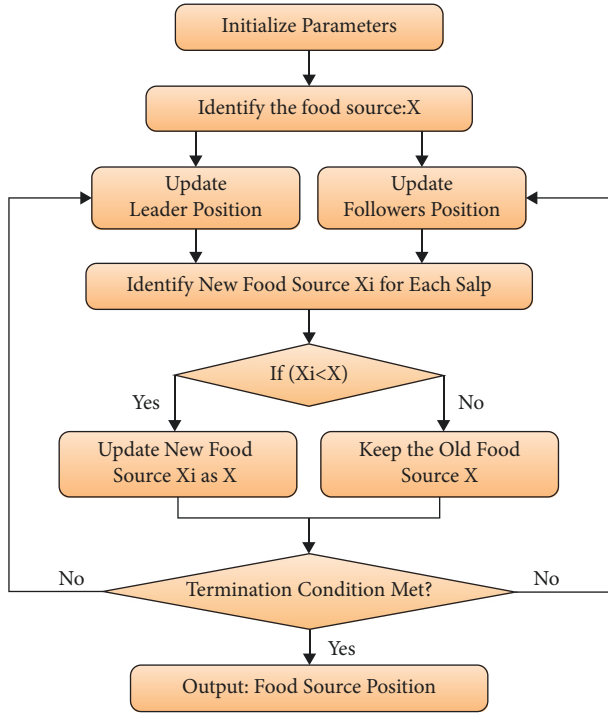 Initialize Parameters
Identify the food source:X
Update
Leader Position
Update
Followers Position
Identify New Food Source Xi for Each Salp
If (Xi<X)
Yes
No
Update New Food
Source Xi as X
Keep the Old Food
Source X
No
Termination Condition Met?
No
Yes
Output: Food Source Position